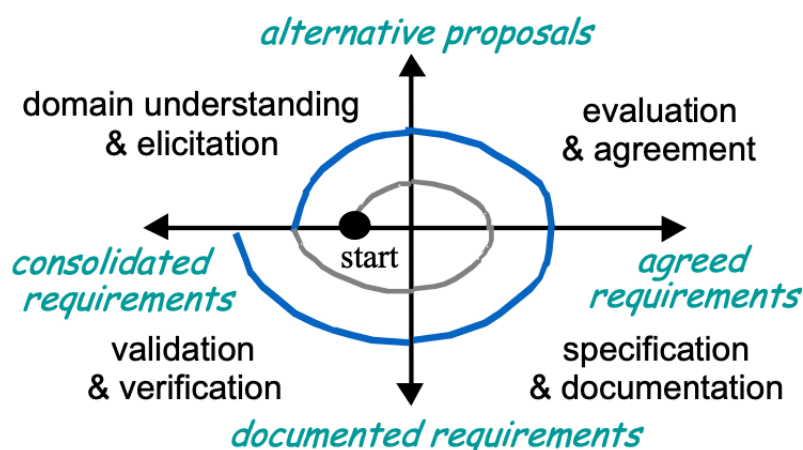 alternative proposals
domain understanding
& elicitation
evaluation
& agreement
start
consolidated
requirements
agreed
requirements
validation
& verification
specification
& documentation
documented requirements